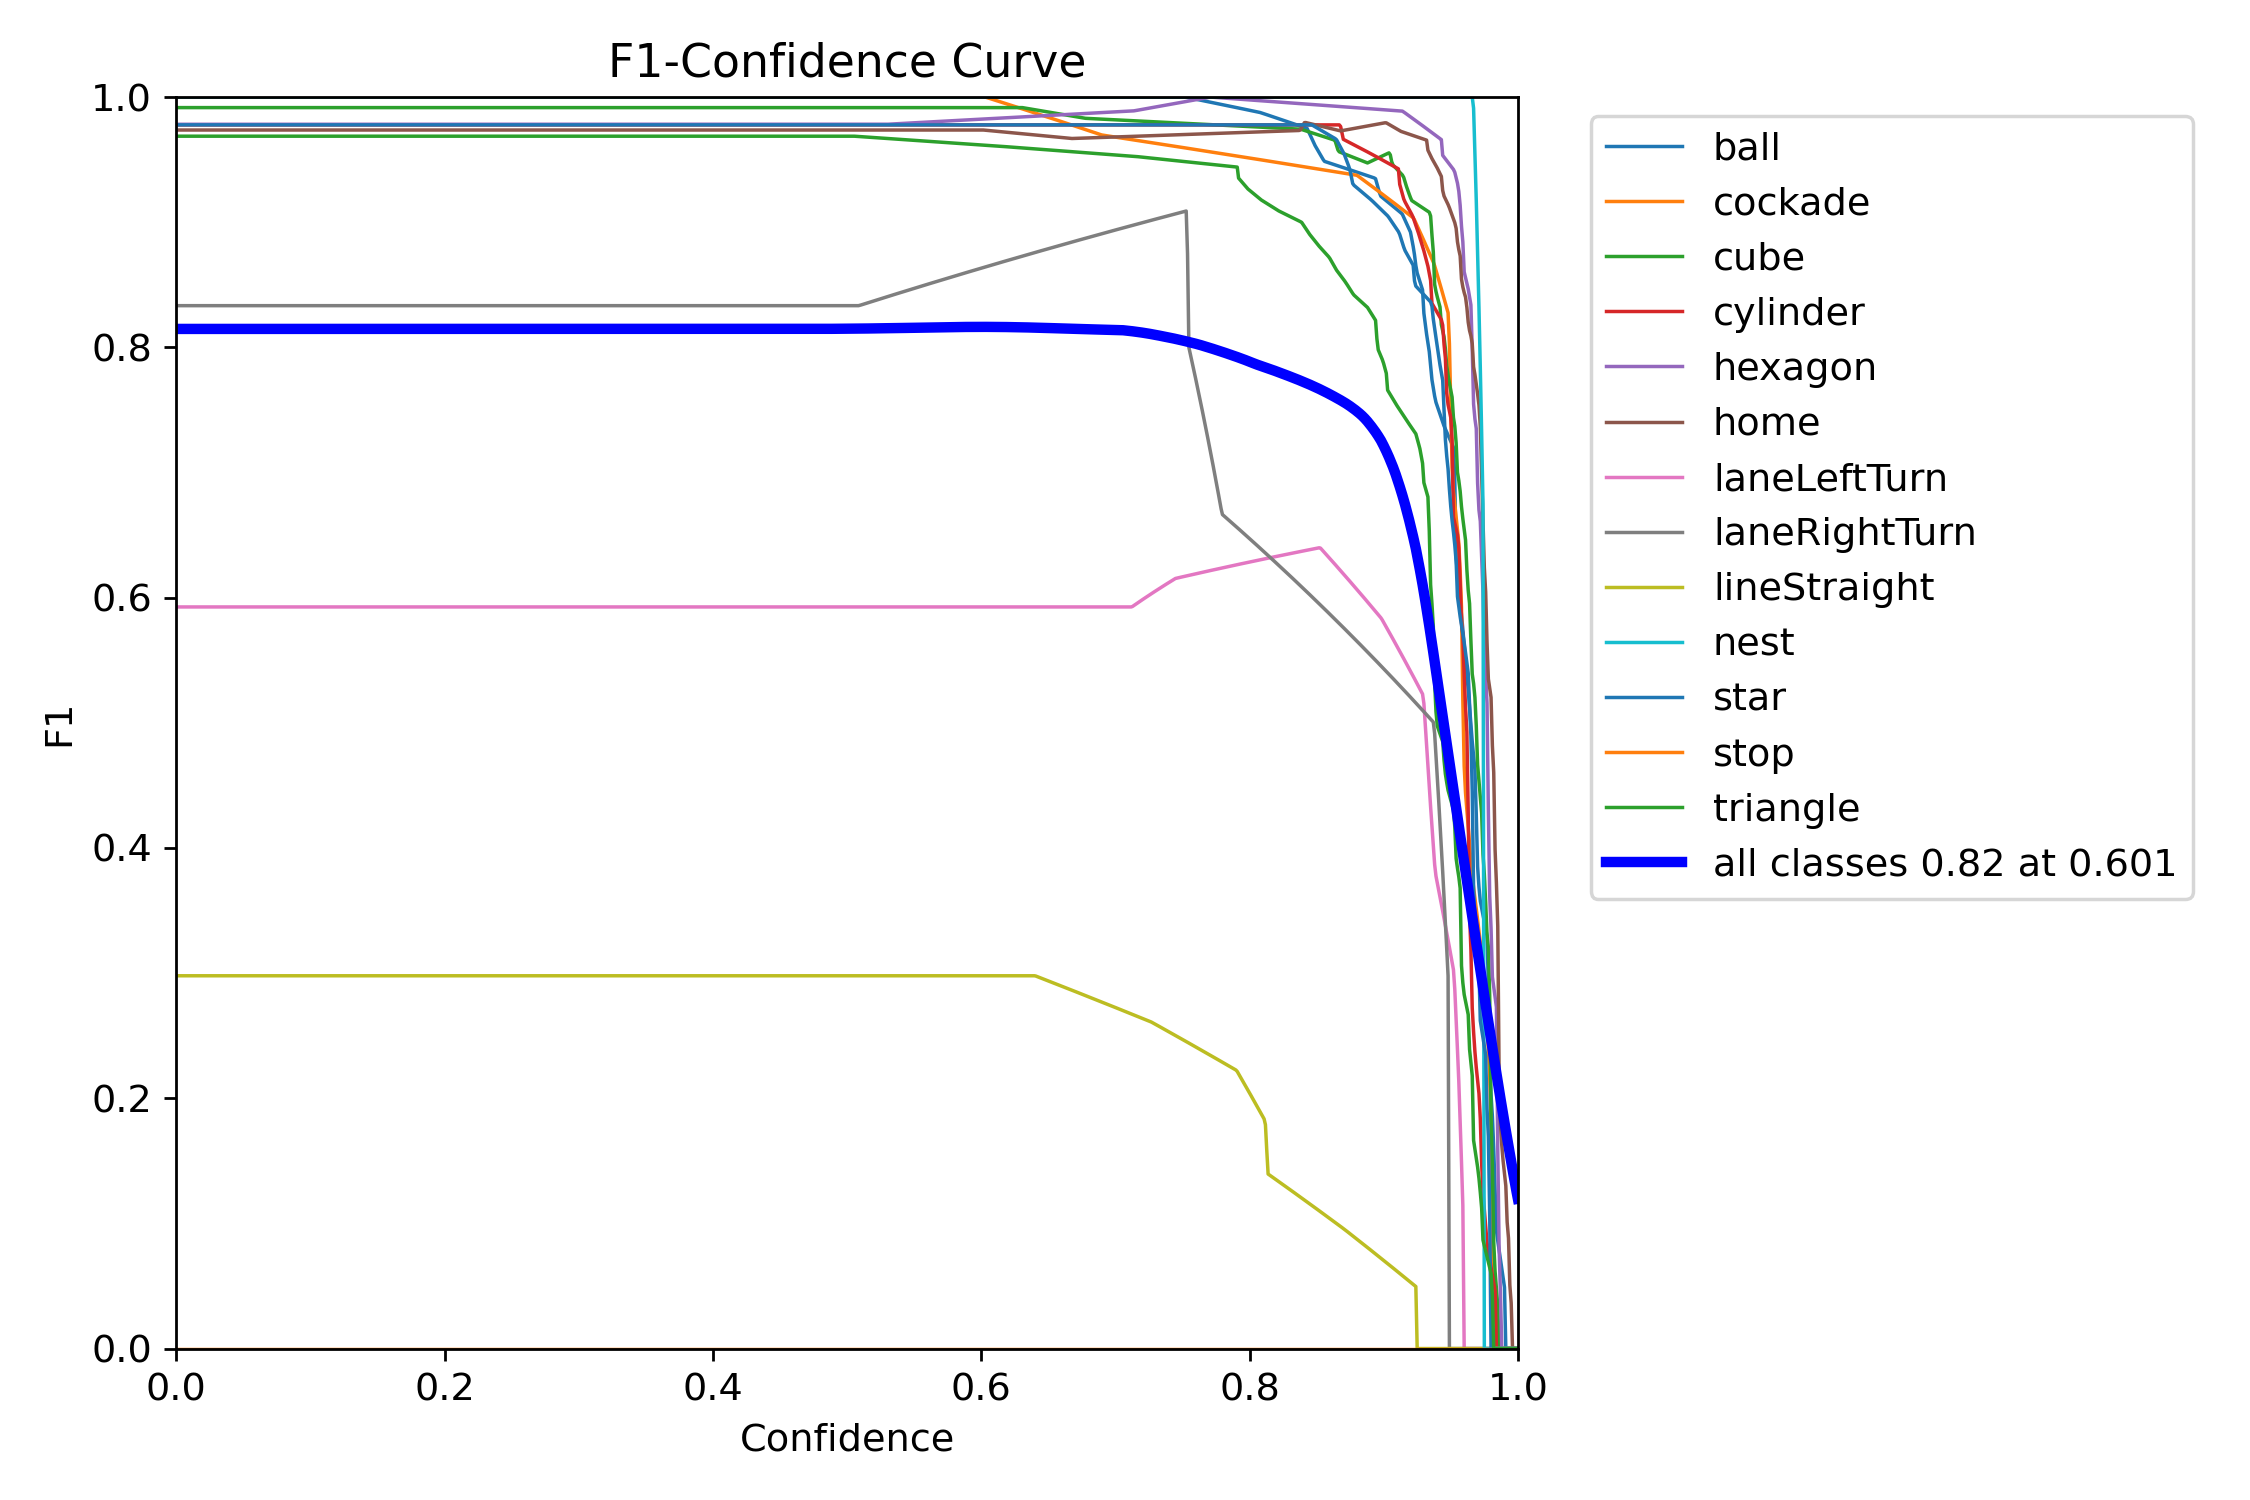 F1-Confidence Curve
1.0
0.8
0.6
0.4
0.2
0.0
F1
0.0 0.2 0.4 0.6 0.8 1.0
Confidence
ball
cockade
cube
cylinder
hexagon
home
laneLeftTurn
laneRightTurn
lineStraight
nest
star
stop
triangle
all classes 0.82 at 0.601